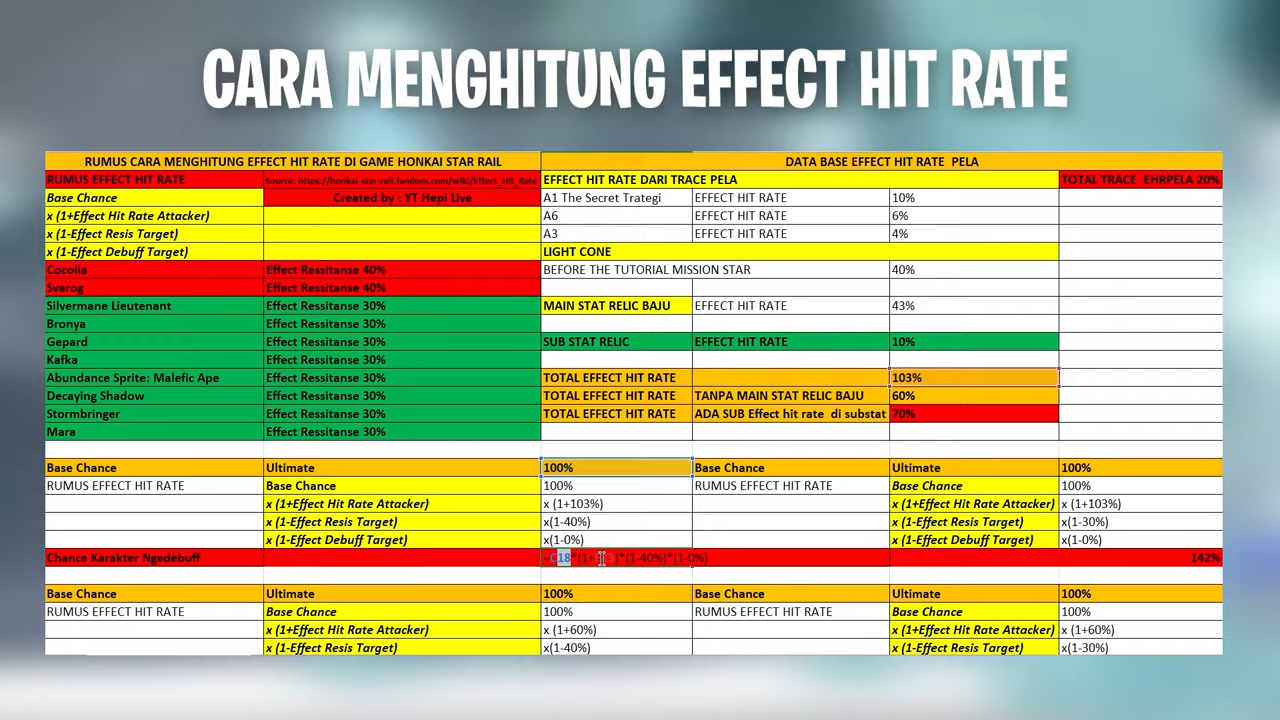 CARA MENGHITUNG EFFECT HIT RATE
RUMUS CARA MENGHITUNG EFFECT HIT RATE DI GAME HONKAI STAR RAIL DATA BASE EFFECT HIT RATE PELA
RUMUS EFFECT HIT RATE Source: https://honkai-star-rail.fandom.com/wiki/Effect_Hit_Rate EFFECT HIT RATE DARI TRACE PELA TOTAL TRACE EHRPELA 20%
Base Chance Created by : YT Hepi Live A1 The Secret Trategi EFFECT HIT RATE 10%
x (1+Effect Hit Rate Attacker) A6 EFFECT HIT RATE 6%
x (1-Effect Resis Target) A3 EFFECT HIT RATE 4%
x (1-Effect Debuff Target) LIGHT CONE
Cocolia Effect Ressitanse 40% BEFORE THE TUTORIAL MISSION STAR 40%
Svarog Effect Ressitanse 40%
Silvermane Lieutenant Effect Ressitanse 30% MAIN STAT RELIC BAJU EFFECT HIT RATE 43%
Bronya Effect Ressitanse 30%
Gepard Effect Ressitanse 30% SUB STAT RELIC EFFECT HIT RATE 10%
Kafka Effect Ressitanse 30%
Abundance Sprite: Malefic Ape Effect Ressitanse 30% TOTAL EFFECT HIT RATE 103%
Decaying Shadow Effect Ressitanse 30% TOTAL EFFECT HIT RATE TANPA MAIN STAT RELIC BAJU 60%
Stormbringer Effect Ressitanse 30% TOTAL EFFECT HIT RATE ADA SUB Effect hit rate di substat 70%
Mara Effect Ressitanse 30%
Base Chance Ultimate 100% Base Chance Ultimate 100%
RUMUS EFFECT HIT RATE Base Chance 100% RUMUS EFFECT HIT RATE Base Chance 100%
x (1+Effect Hit Rate Attacker) x (1+103%) x (1+Effect Hit Rate Attacker) x (1+103%)
x (1-Effect Resis Target) x(1-40%) x (1-Effect Resis Target) x(1-30%)
x (1-Effect Debuff Target) x(1-0%) x (1-Effect Debuff Target) x(1-0%)
Chance Karakter Ngedebuff *(1-40%)*(1-0%) 142%
Base Chance Ultimate 100% Base Chance Ultimate 100%
RUMUS EFFECT HIT RATE Base Chance 100% RUMUS EFFECT HIT RATE Base Chance 100%
x (1+Effect Hit Rate Attacker) x (1+60%) x (1+Effect Hit Rate Attacker) x (1+60%)
x (1-Effect Resis Target) x(1-40%) x (1-Effect Resis Target) x(1-30%)